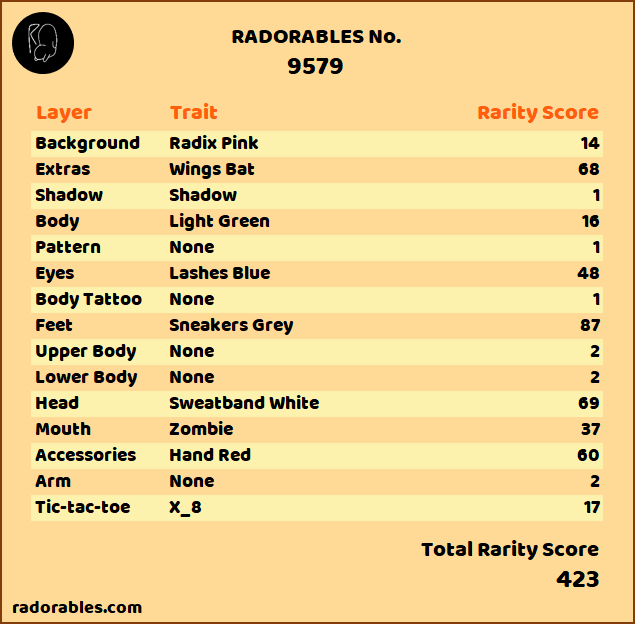 RADORABLES No.
9579
Layer Trait Rarity Score
Background Radix Pink 14
Extras Wings Bat 68
Shadow Shadow 1
Body Light Green 16
Pattern None 1
Eyes Lashes Blue 48
Body Tattoo None 1
Feet Sneakers Grey 87
Upper Body None 2
Lower Body None 2
Head Sweatband White 69
Mouth Zombie 37
Accessories Hand Red 60
Arm None 2
Tic-tac-toe X_8 17
Total Rarity Score
423
radorables.com